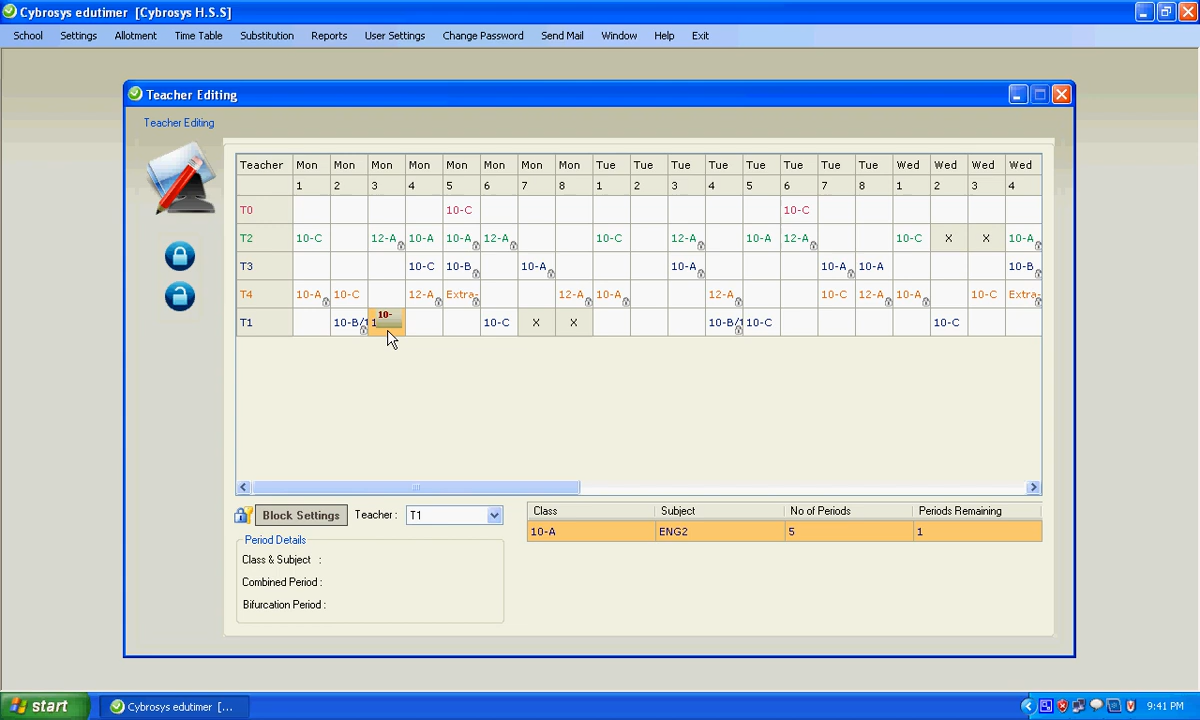 Cybrosys edutimer [Cybrosys H.S.S]
School Settings Allotment Time Table Substitution Reports User Settings Change Password Send Mail Window Help Exit
Teacher Editing
Teacher Editing
Teacher Mon Mon Mon Mon Mon Mon Mon Mon Tue Tue Tue Tue Tue Tue Tue Tue Wed Wed Wed Wed
1 2 3 4 5 6 7 8 1 2 3 4 5 6 7 8 1 2 3 4
T0 10-C 10-C
T2 10-C 12-A 10-A 10-A 12-A 10-C 12-A 10-A 12-A 10-C X X 10-A
T3 10-C 10-B 10-A 10-A 10-A 10-A 10-B
T4 10-A 10-C 12-A Extra- 12-A 10-A 12-A 10-C 12-A 10-A 10-C Extra-
T1 10-B/1 10- 10-C X X 10-B/1 10-C 10-C
Block Settings Teacher : T1
Class Subject No of Periods Periods Remaining
10-A ENG2 5 1
Period Details
Class & Subject :
Combined Period :
Bifurcation Period :
start Cybrosys edutimer [... 9:41 PM